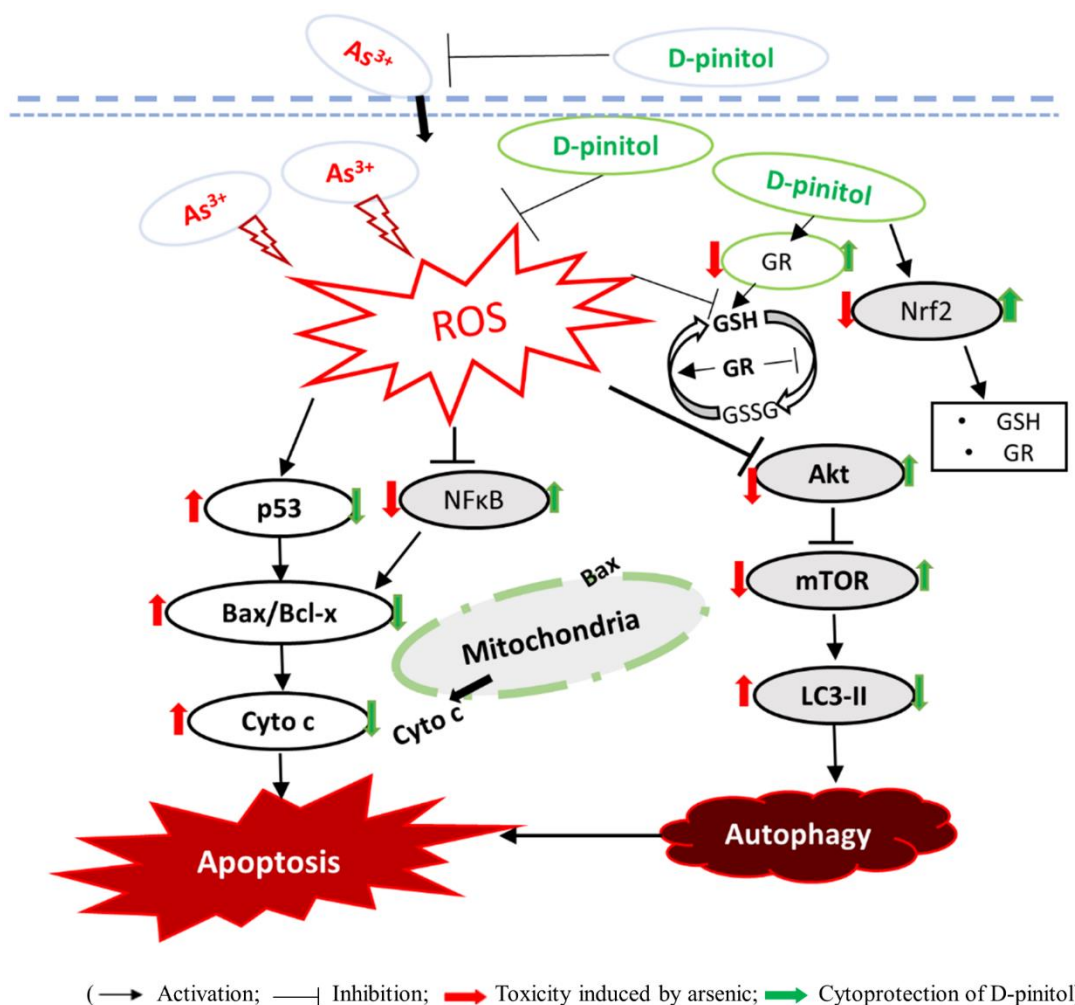 As³⁺
D-pinitol
D-pinitol
As³⁺
As³⁺
D-pinitol
GR
ROS
Nrf2
GSH
GR
GSSG
• GSH
• GR
Akt
p53
NFκB
Bax
mTOR
Bax/Bcl-x
Mitochondria
LC3-II
Cyto c
Cyto c
Autophagy
Apoptosis
( Activation; Inhibition; Toxicity induced by arsenic; Cytoprotection of D-pinitol